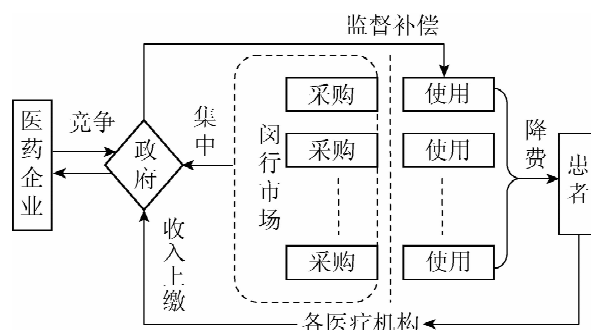 监督补偿
医药企业
竞争
政府
集中
闵行市场
采购
使用
采购
使用
采购
使用
降费
患者
收入上缴
各医疗机构